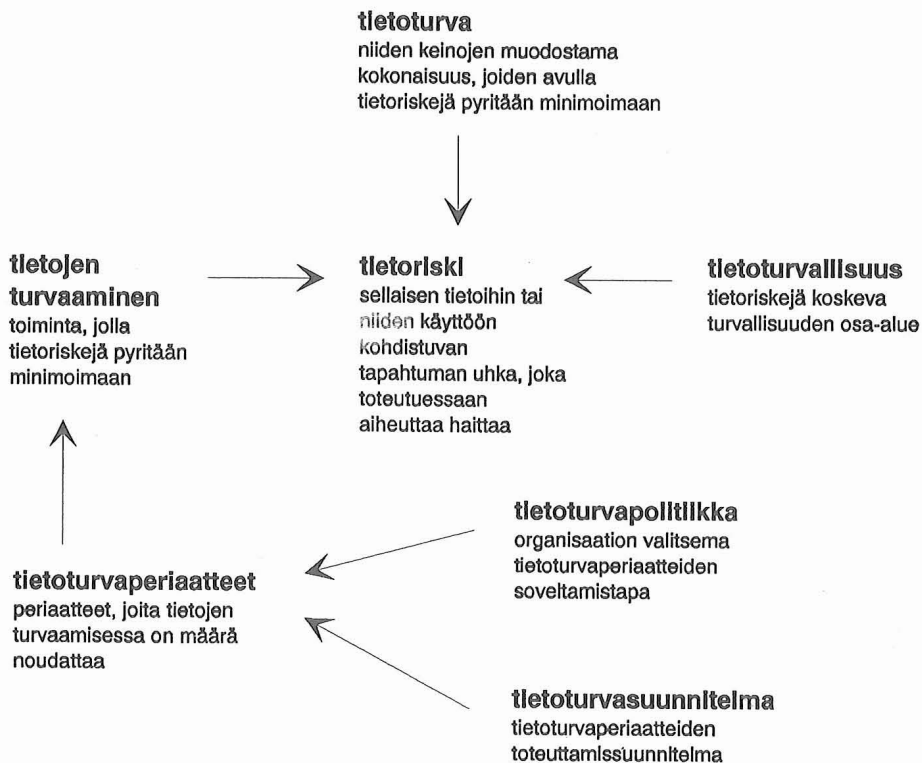 tietoturva
niiden keinojen muodostama
kokonaisuus, joiden avulla
tietoriskejä pyritään minimoimaan
tietojen
turvaaminen
toiminta, jolla
tietoriskejä pyritään
minimoimaan
tietoriski
sellaisen tietoihin tai
niiden käyttöön
kohdistuvan
tapahtuman uhka, joka
toteutuessaan
aiheuttaa haittaa
tietoturvallisuus
tietoriskejä koskeva
turvallisuuden osa-alue
tietoturvaperiaatteet
periaatteet, joita tietojen
turvaamisessa on määrä
noudattaa
tietoturvapolitiikka
organisaation valitsema
tietoturvaperiaatteiden
soveltamistapa
tietoturvasuunnitelma
tietoturvaperiaatteiden
toteuttamissuunnitelma